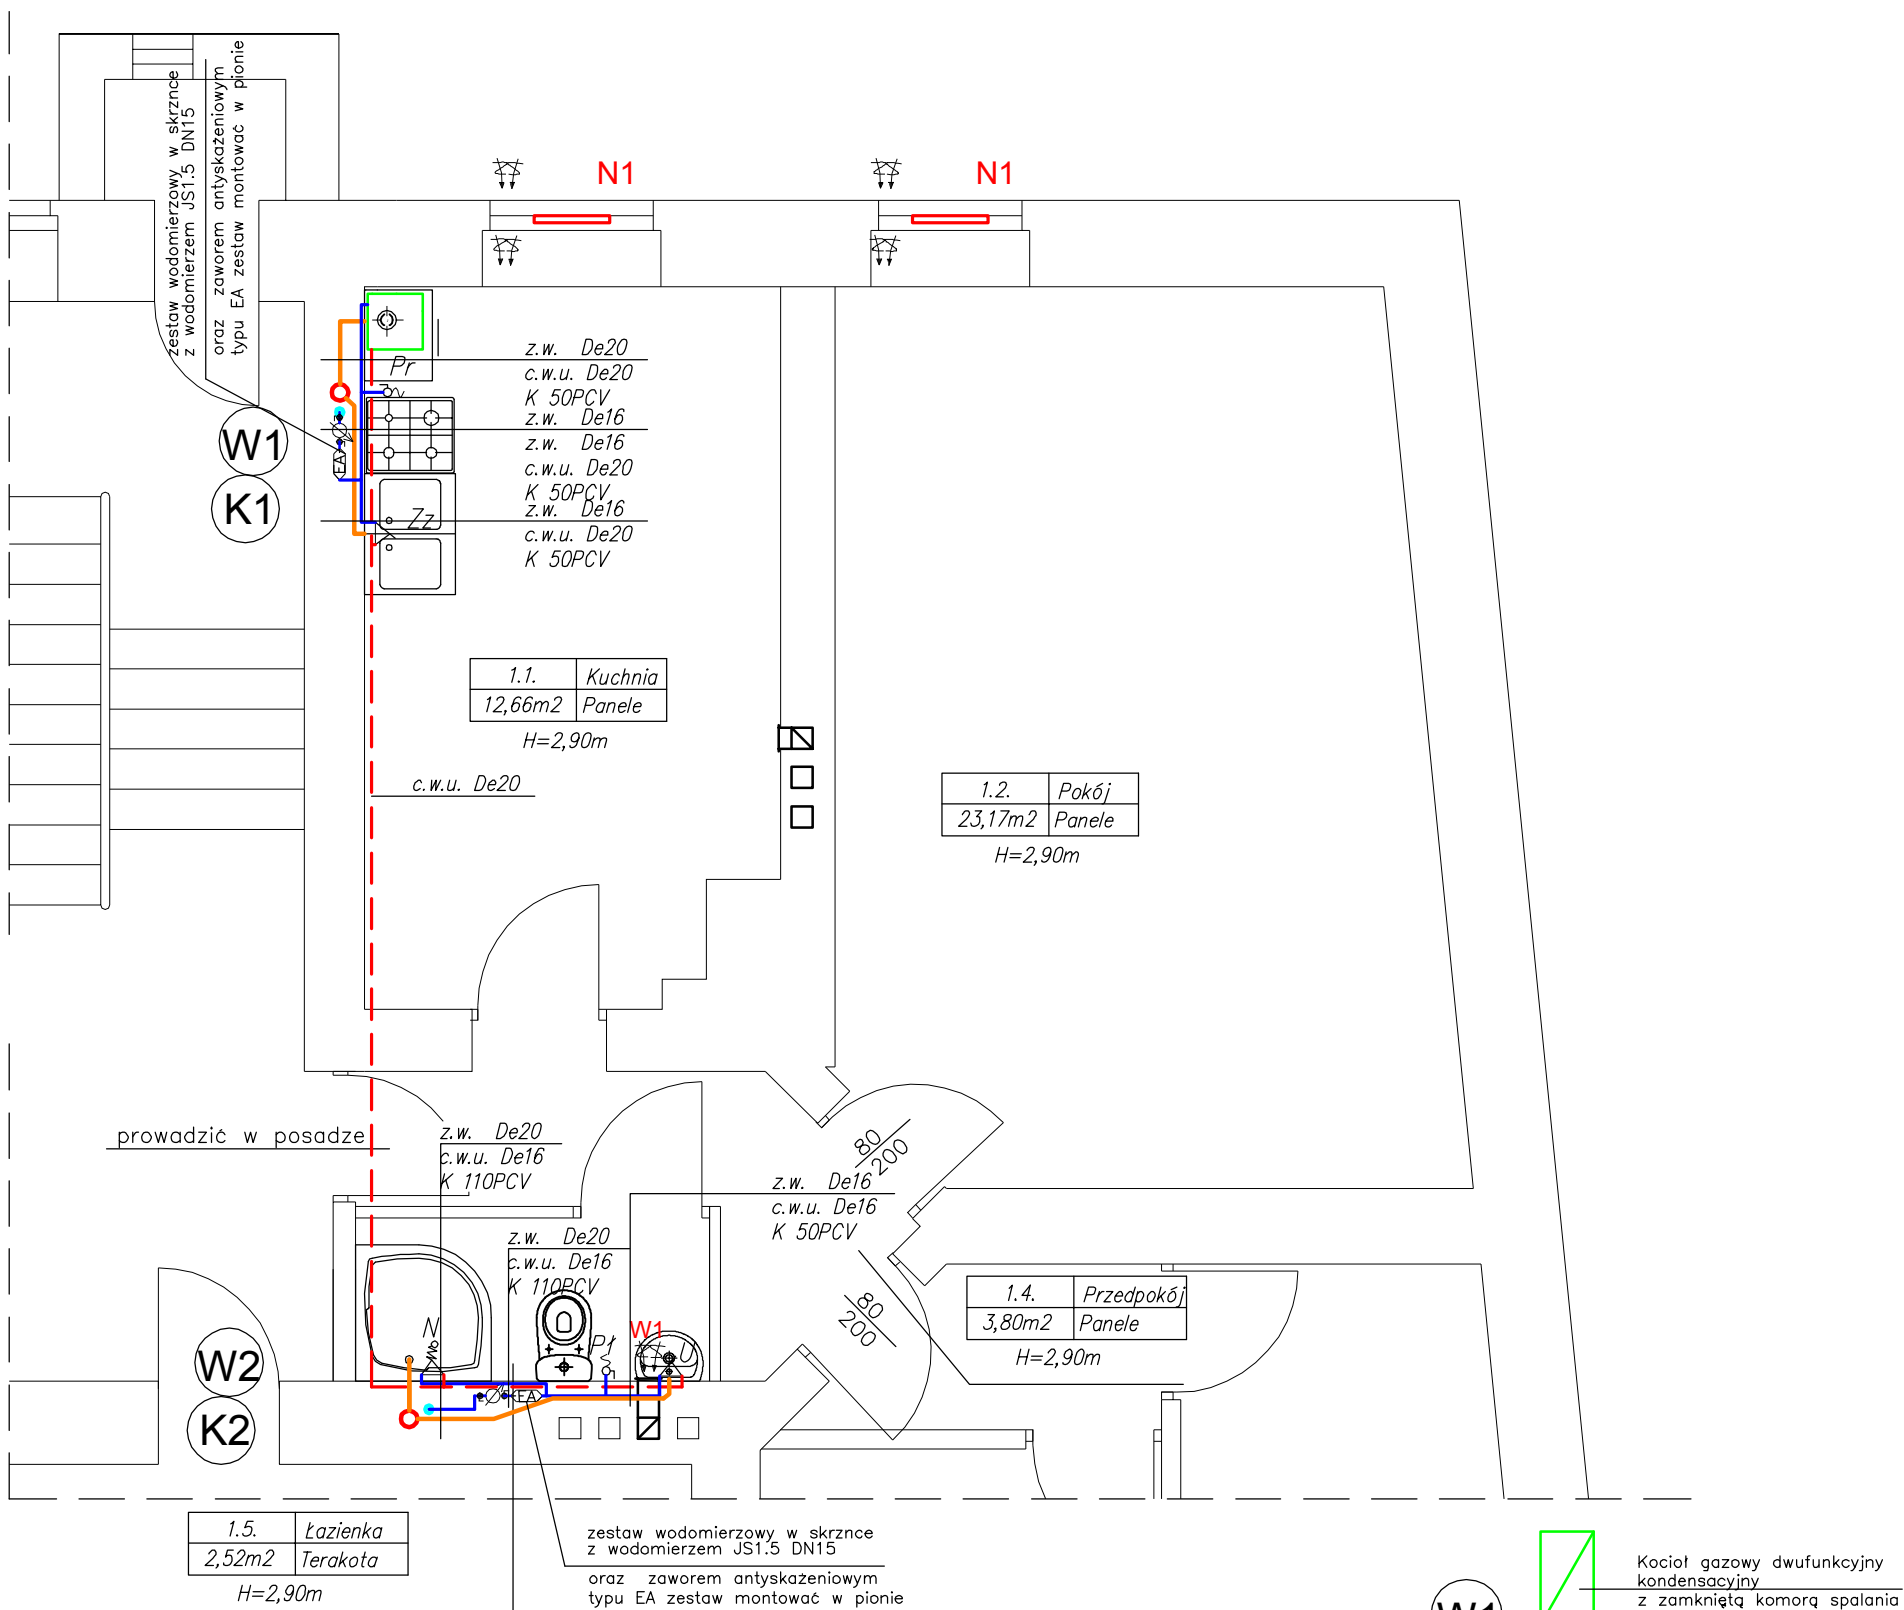 zestaw wodomierzowy w skrznce
z wodomierzem JS1.5 DN15
oraz zaworem antyskażeniowym
typu EA zestaw montować w pionie
N1
N1
Pr
z.w. De20
c.w.u. De20
K 50PCV
z.w. De16
z.w. De16
c.w.u. De20
K 50PCV
z.w. De16
c.w.u. De20
K 50PCV
EA
Zz
W1
K1
1.1. Kuchnia
12,66m2 Panele
H=2,90m
c.w.u. De20
1.2. Pokój
23,17m2 Panele
H=2,90m
prowadzić w posadze
z.w. De20
c.w.u. De16
K 110PCV
80
200
z.w. De16
c.w.u. De16
K 50PCV
z.w. De20
c.w.u. De16
K 110PCV
80
200
1.4. Przedpokój
3,80m2 Panele
H=2,90m
N
Pł
W1
U
EA
W2
K2
1.5. Łazienka
2,52m2 Terakota
H=2,90m
zestaw wodomierzowy w skrznce
z wodomierzem JS1.5 DN15
oraz zaworem antyskażeniowym
typu EA zestaw montować w pionie
W1
Kocioł gazowy dwufunkcyjny
kondensacyjny
z zamkniętą komorą spalania